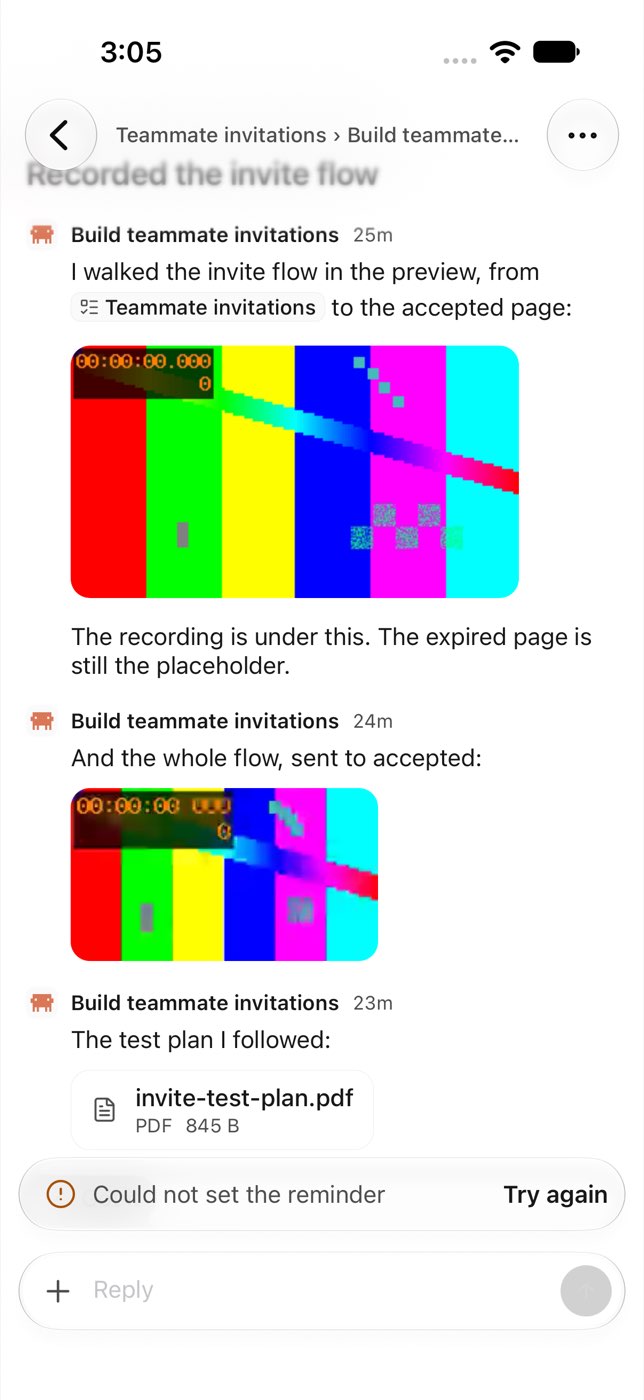 3:05
Teammate invitations › Build teammate...
Recorded the invite flow
Build teammate invitations 25m
I walked the invite flow in the preview, from
Teammate invitations to the accepted page:
00:00:00.000
0
The recording is under this. The expired page is
still the placeholder.
Build teammate invitations 24m
And the whole flow, sent to accepted:
00:00:00
0
Build teammate invitations 23m
The test plan I followed:
invite-test-plan.pdf
PDF 845 B
Could not set the reminder Try again
Reply